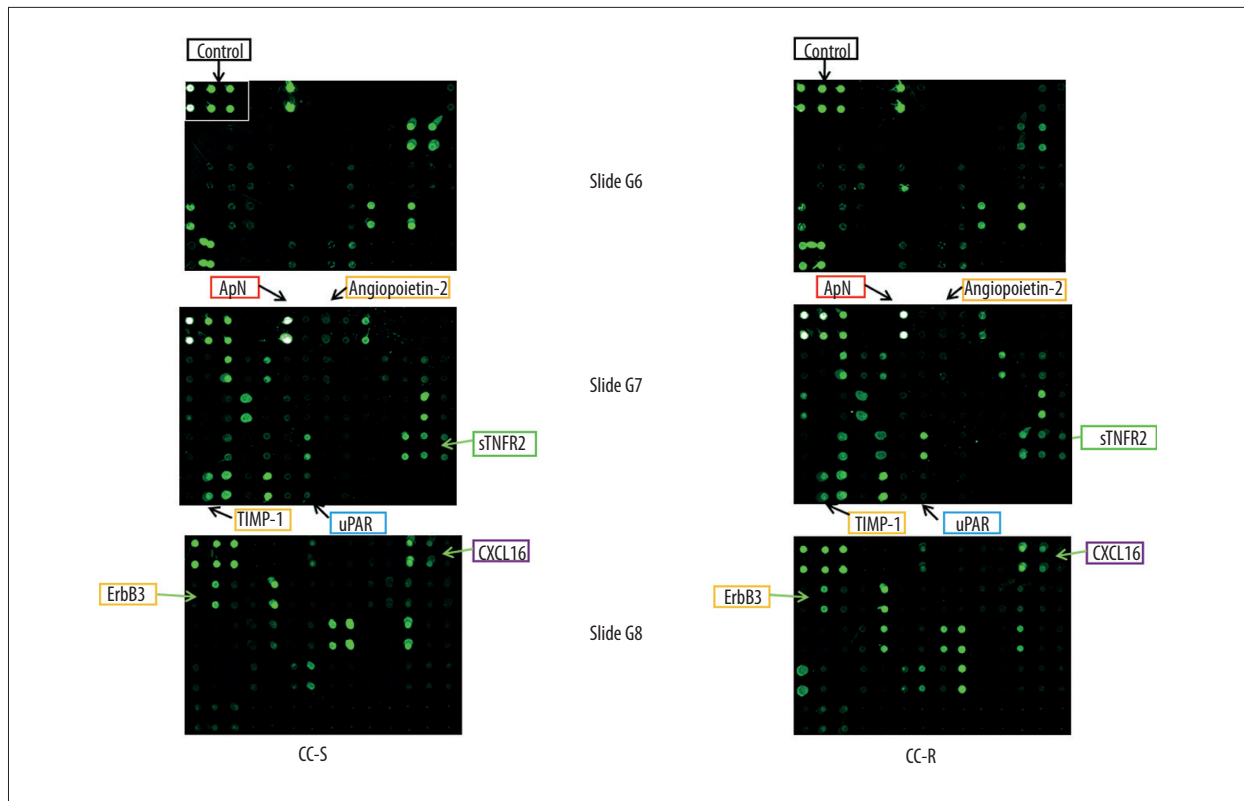 Control
Control
Slide G6
ApN
Angiopoietin-2
ApN
Angiopoietin-2
Slide G7
sTNFR2
sTNFR2
TIMP-1
uPAR
TIMP-1
uPAR
CXCL16
CXCL16
ErbB3
ErbB3
Slide G8
CC-S
CC-R